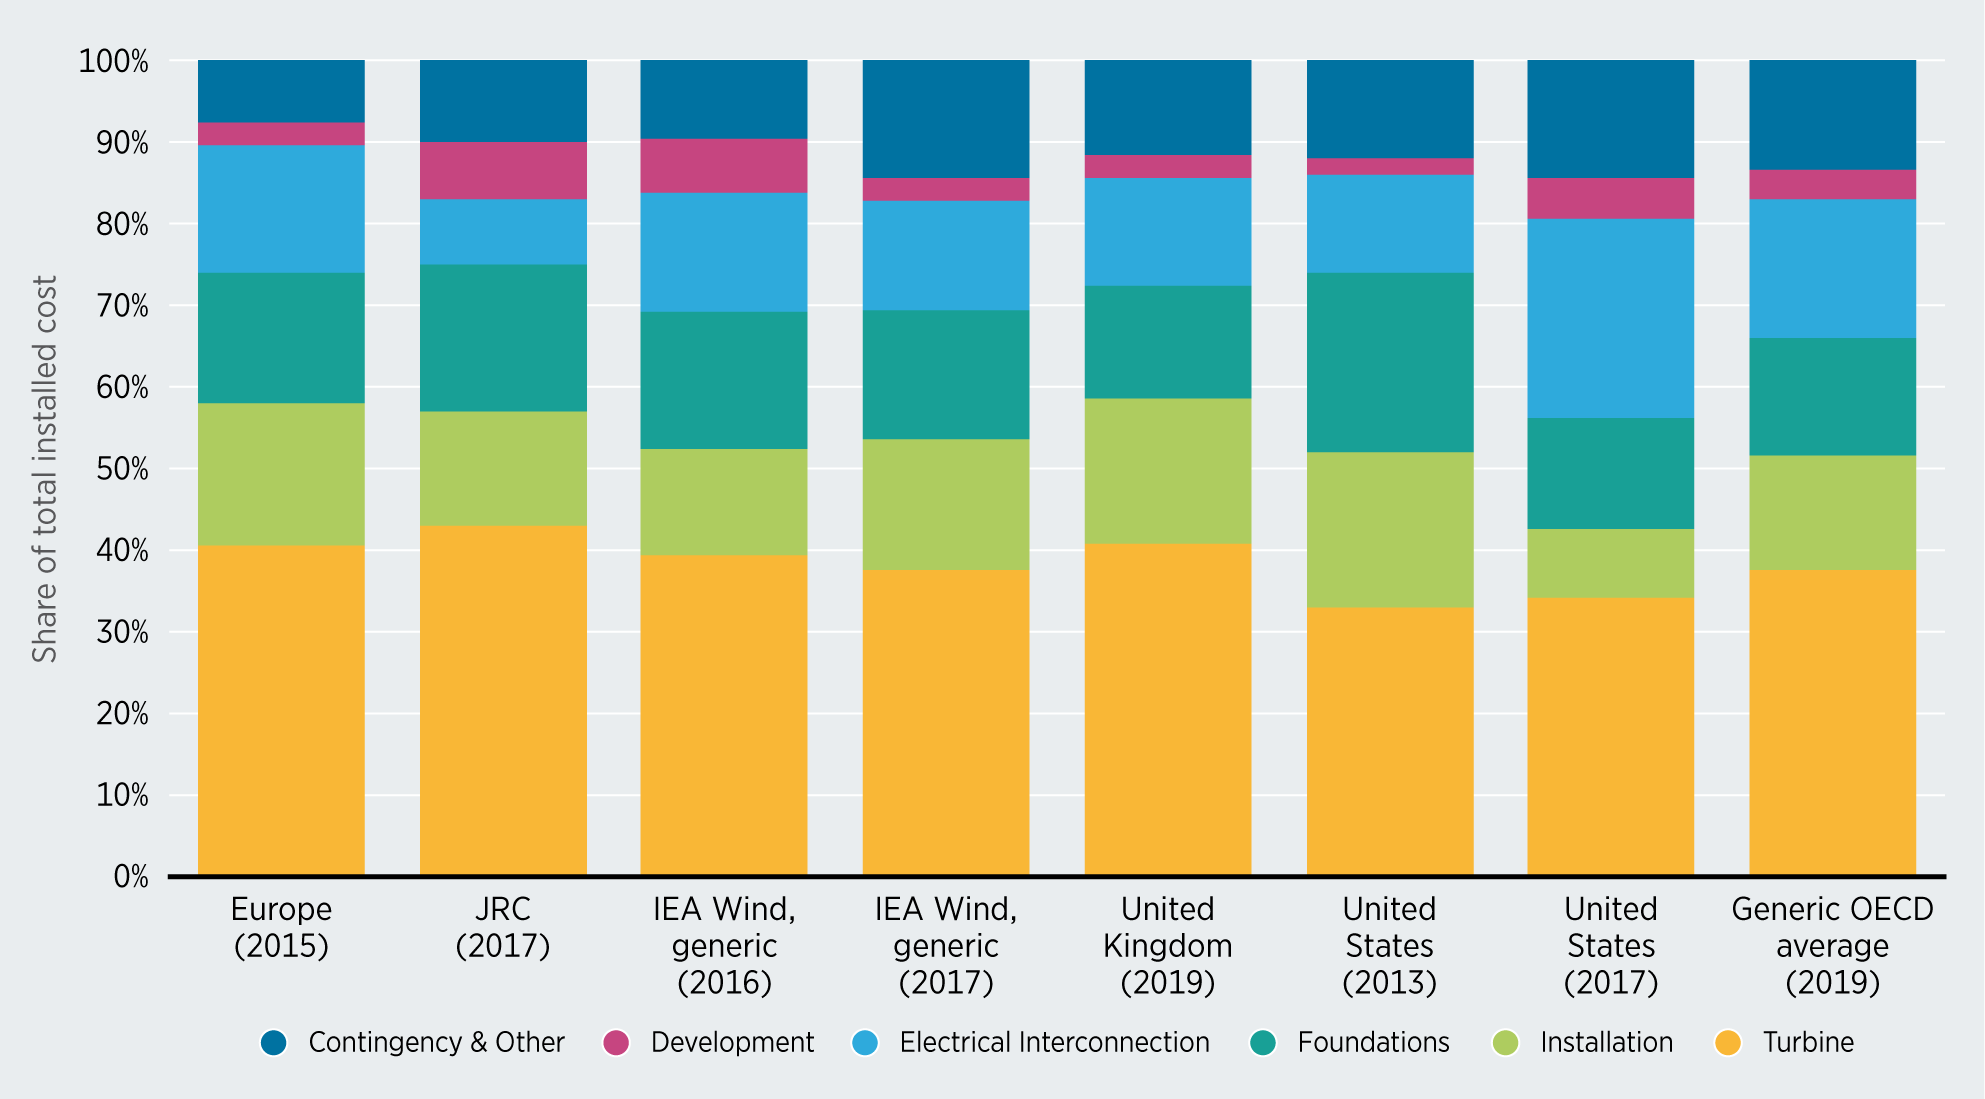 100%
90%
80%
70%
60%
50%
40%
30%
20%
10%
0%
Share of total installed cost
Europe
(2015)
JRC
(2017)
IEA Wind,
generic
(2016)
IEA Wind,
generic
(2017)
United
Kingdom
(2019)
United
States
(2013)
United
States
(2017)
Generic OECD
average
(2019)
Contingency & Other
Development
Electrical Interconnection
Foundations
Installation
Turbine